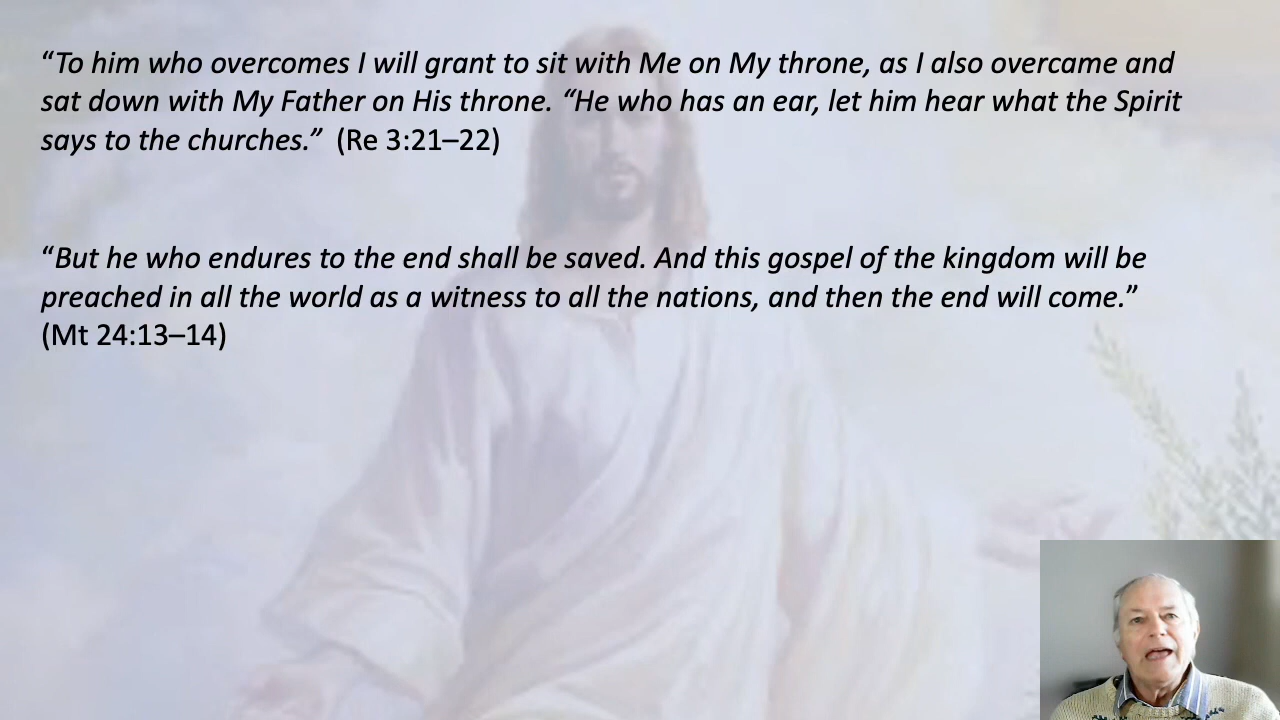 “To him who overcomes I will grant to sit with Me on My throne, as I also overcame and
sat down with My Father on His throne. “He who has an ear, let him hear what the Spirit
says to the churches.”  (Re 3:21–22)
“But he who endures to the end shall be saved. And this gospel of the kingdom will be
preached in all the world as a witness to all the nations, and then the end will come.”
(Mt 24:13–14)